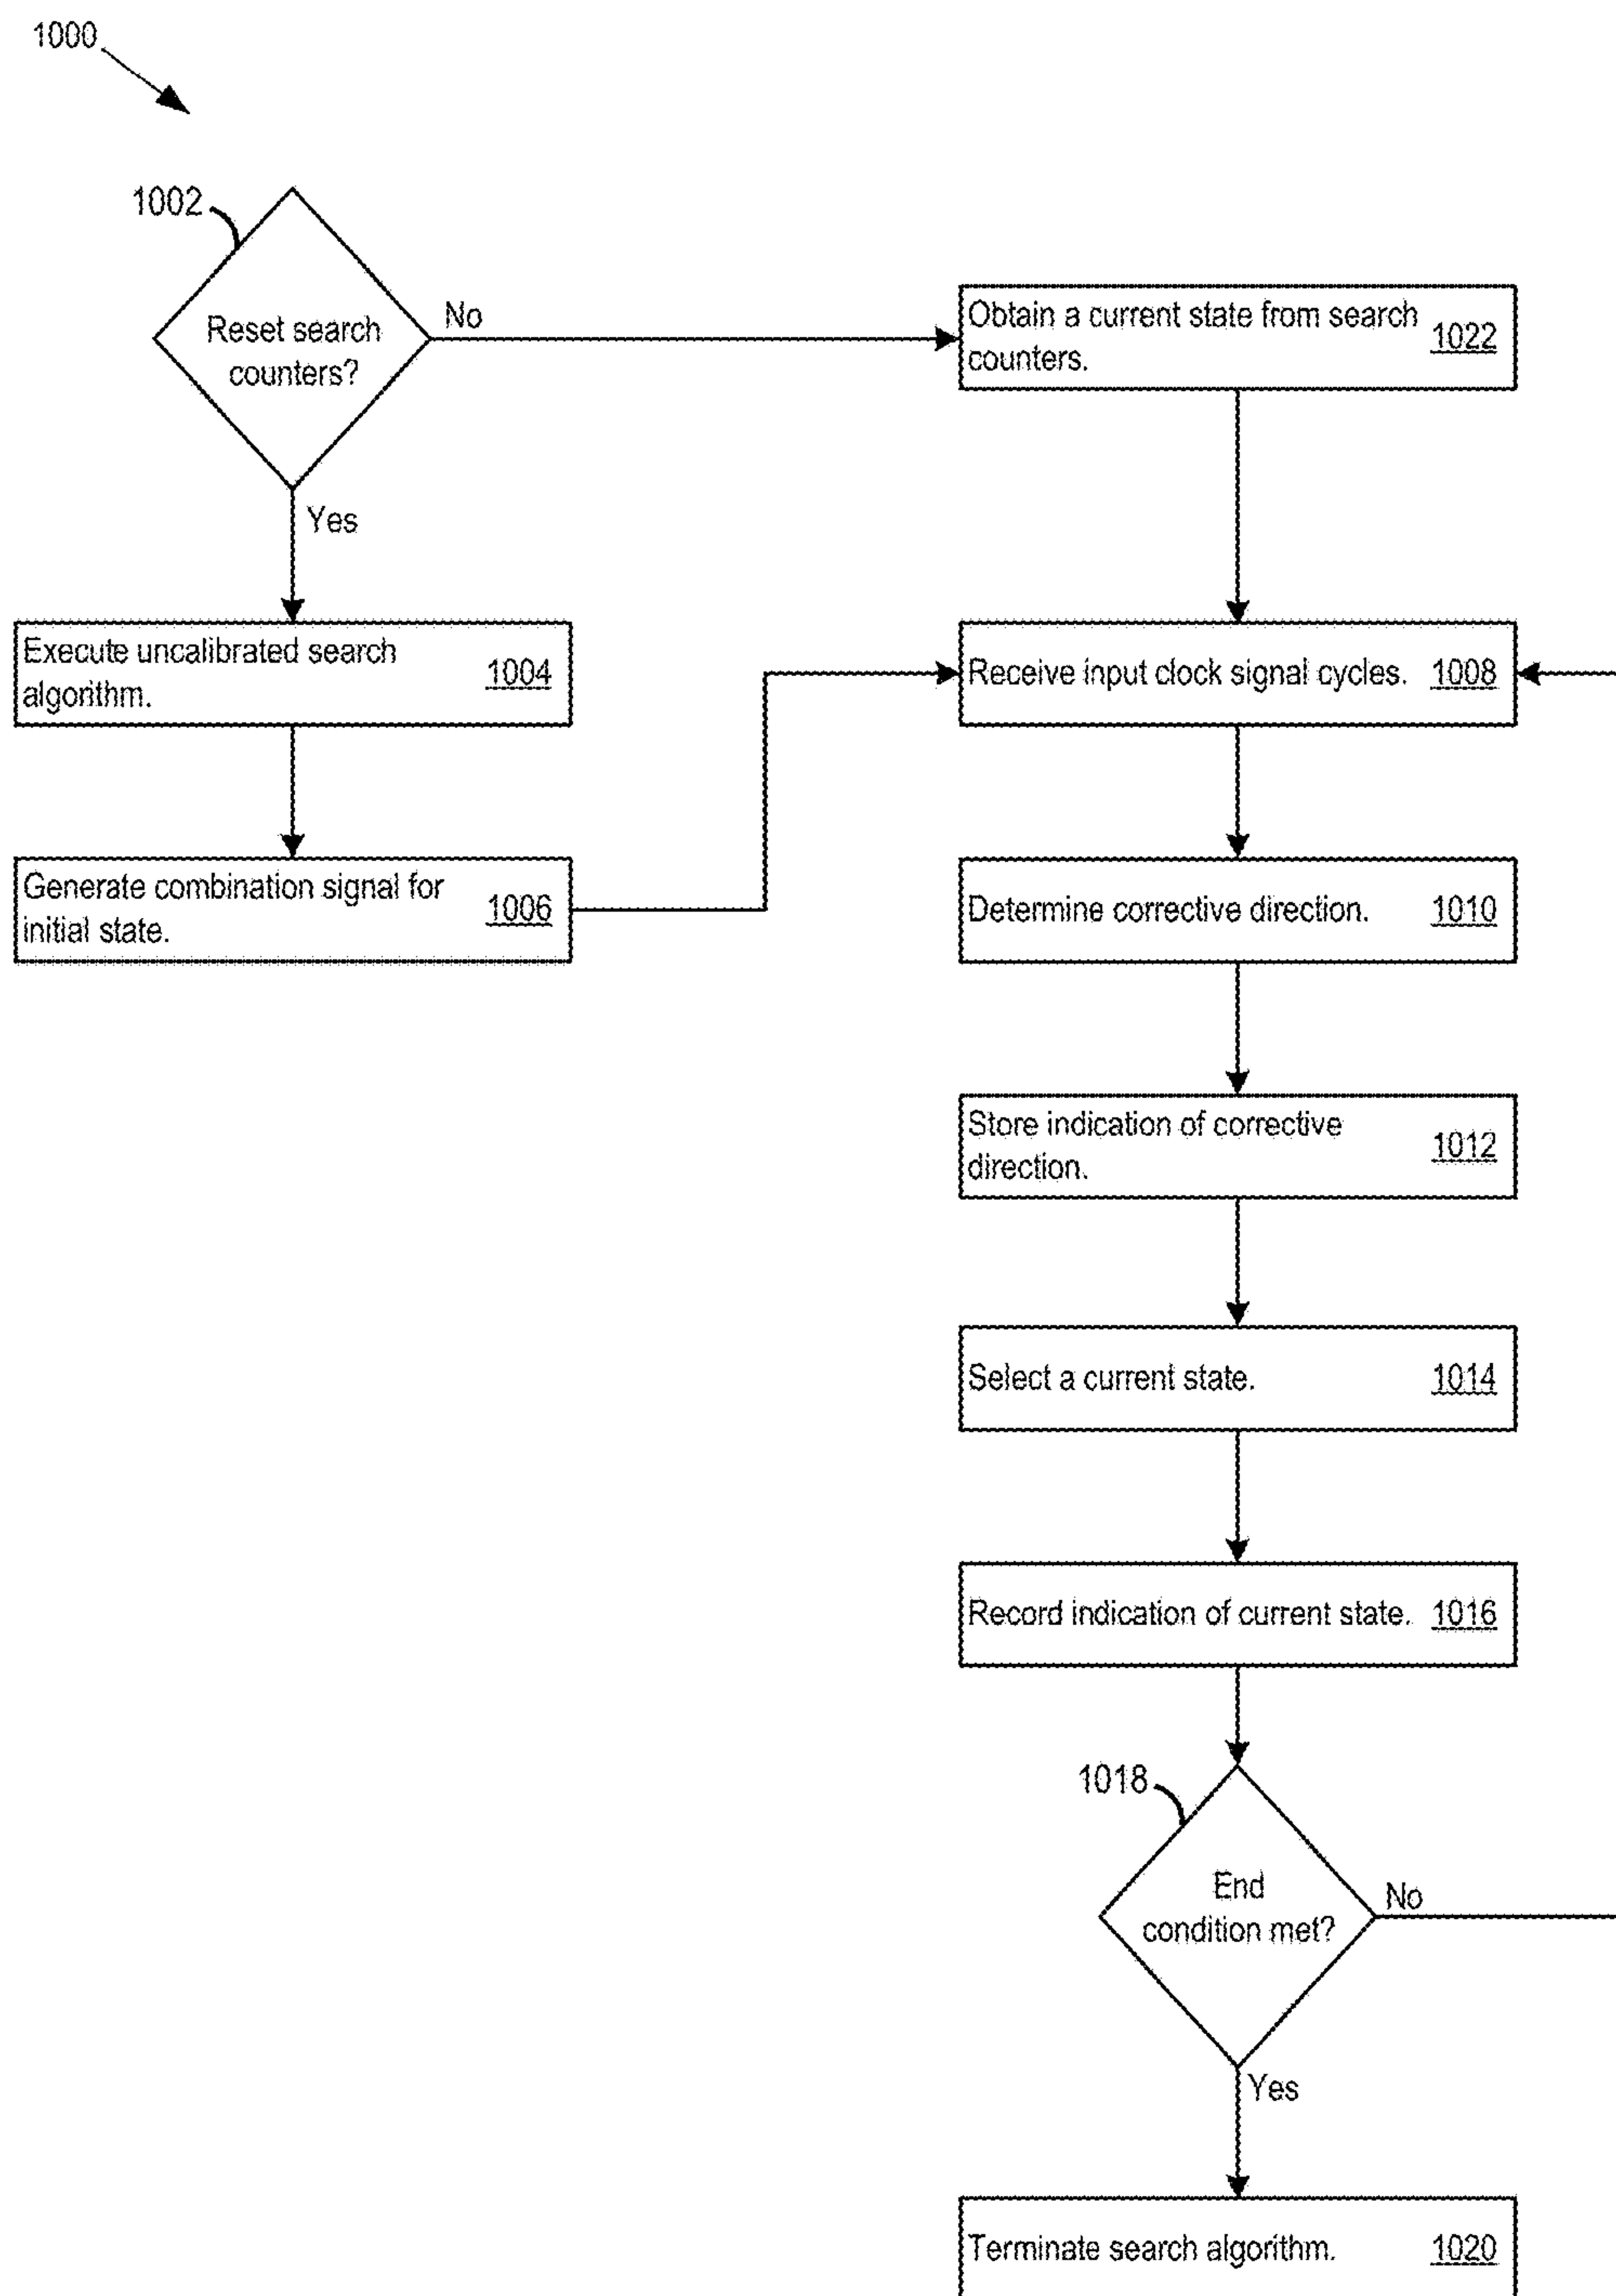 1000
1002
Reset search
counters?
No
Yes
Obtain a current state from search
counters.
1022
Execute uncalibrated search
algorithm.
1004
Receive input clock signal cycles. 1008
Generate combination signal for
initial state.
1006
Determine corrective direction. 1010
Store indication of corrective
direction.
1012
Select a current state. 1014
Record indication of current state. 1016
1018
End
condition met?
No
Yes
Terminate search algorithm. 1020